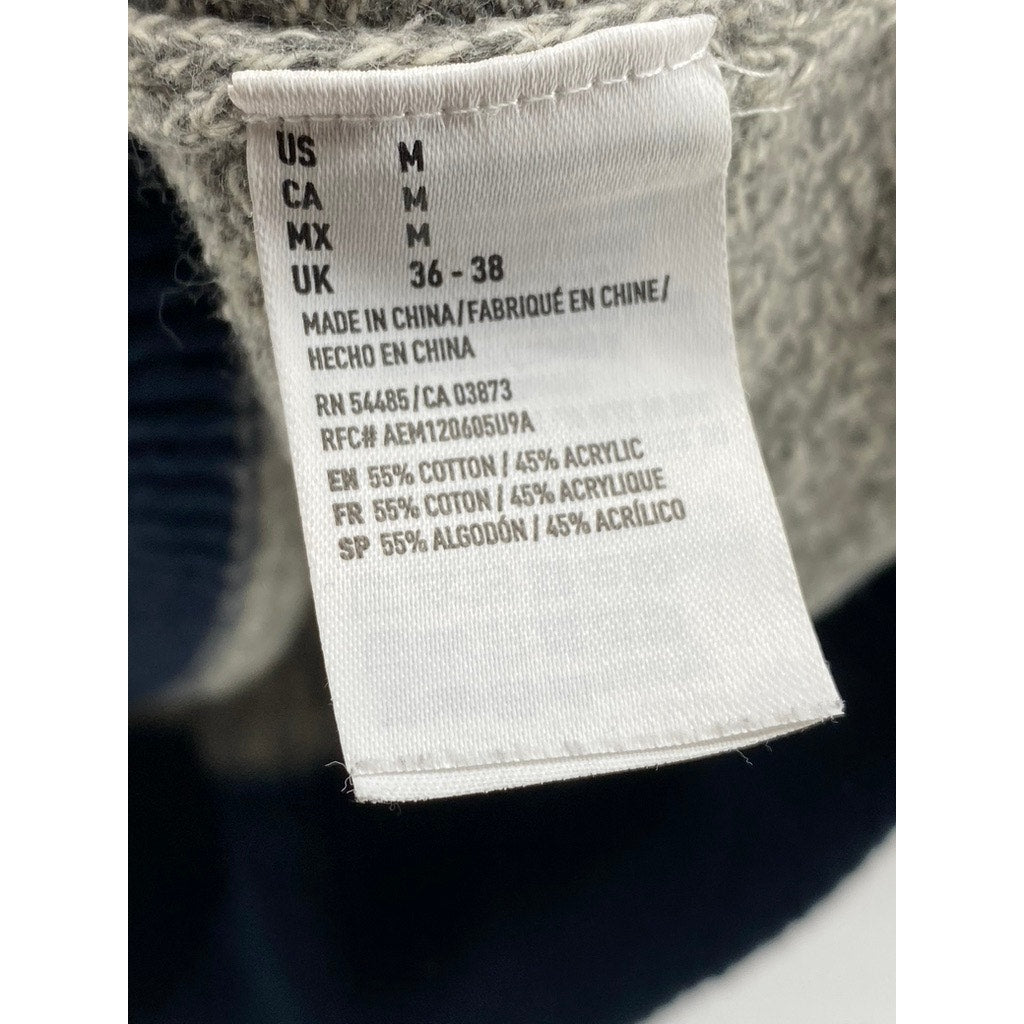 US M
CA M
MX M
UK 36 - 38
MADE IN CHINA/FABRIQUÉ EN CHINE/
HECHO EN CHINA
RN 54485/CA 03873
RFC# AEM120605U9A
EN 55% COTTON / 45% ACRYLIC
FR 55% COTON / 45% ACRYLIQUE
SP 55% ALGODÓN / 45% ACRÍLICO